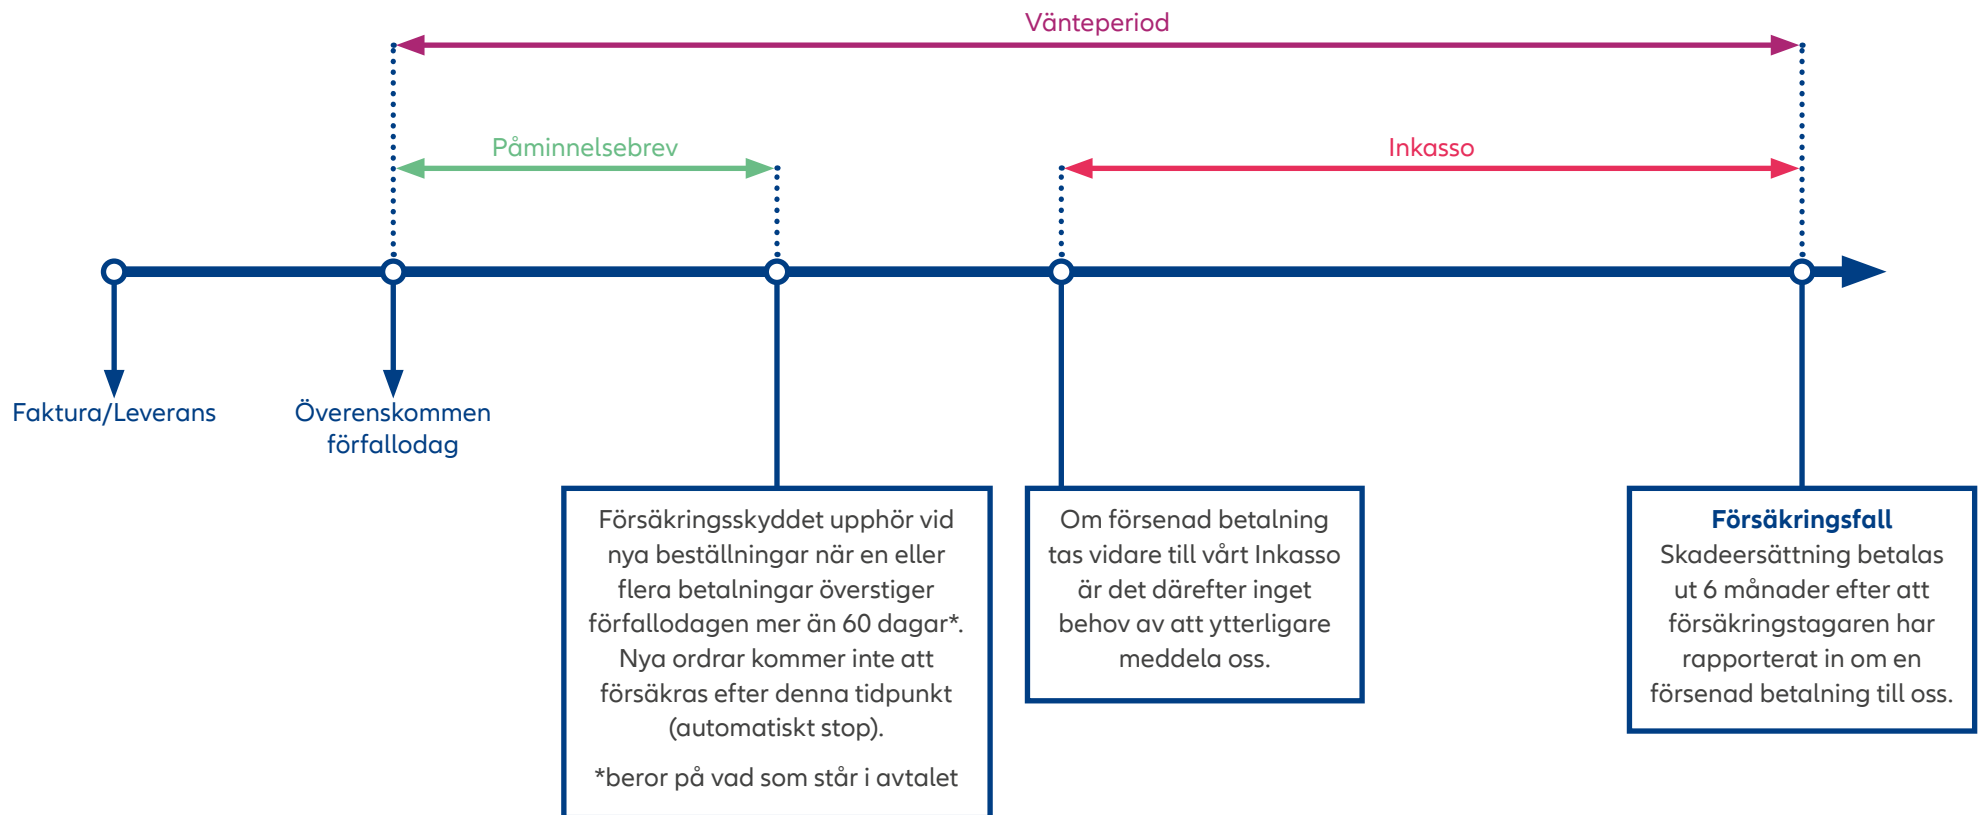 Vänteperiod
Påminnelsebrev
Inkasso
Faktura/Leverans
Överenskommen
förfallodag
Försäkringsskyddet upphör vid
nya beställningar när en eller
flera betalningar överstiger
förfallodagen mer än 60 dagar*.
Nya ordrar kommer inte att
försäkras efter denna tidpunkt
(automatiskt stop).
*beror på vad som står i avtalet
Om försenad betalning
tas vidare till vårt Inkasso
är det därefter inget
behov av att ytterligare
meddela oss.
Försäkringsfall
Skadeersättning betalas
ut 6 månader efter att
försäkringstagaren har
rapporterat in om en
försenad betalning till oss.